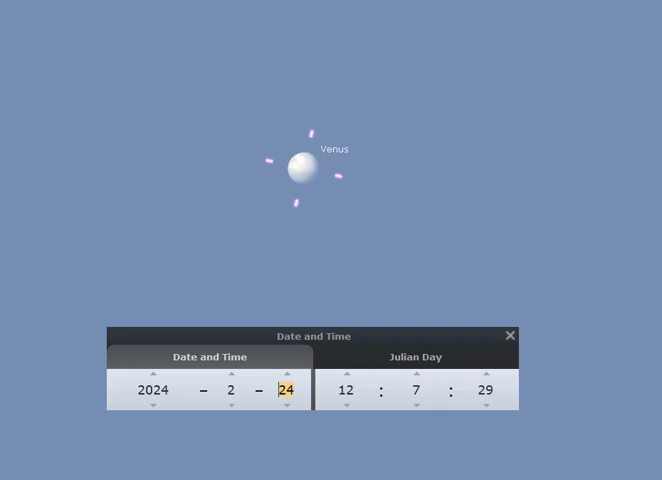 Venus
Date and Time
Date and Time
Julian Day
2024 – 2 – 24
12 : 7 : 29